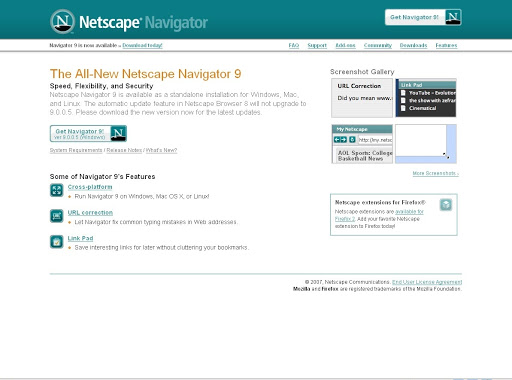 Netscape® Navigator
Get Navigator 9!
Navigator 9 is now available – Download today!
FAQ Support Add-ons Community Downloads Features
The All-New Netscape Navigator 9
Speed, Flexibility, and Security
Netscape Navigator 9 is available as a standalone installation for Windows, Mac,
and Linux. The automatic update feature in Netscape Browser 8 will not upgrade to
9.0.0.5. Please download the new version now for the latest updates.
Get Navigator 9!
ver 9.0.0.5 (Windows)
System Requirements / Release Notes / What's New?
Some of Navigator 9's Features
Cross-platform
Run Navigator 9 on Windows, Mac OS X, or Linux!
URL correction
Let Navigator fix common typing mistakes in Web addresses.
Link Pad
Save interesting links for later without cluttering your bookmarks.
Screenshot Gallery
URL Correction
Did you mean www.
Link Pad
YouTube - Evolution
the show with zefran
Cinematical
My Netscape
http://my.netsc
AOL Sports: College
Basketball News
More Screenshots
Netscape extensions for Firefox®
Netscape extensions are available for
Firefox 2. Add your favorite Netscape
extension to Firefox today!
© 2007, Netscape Communications. End User License Agreement
Mozilla and Firefox are registered trademarks of the Mozilla Foundation.